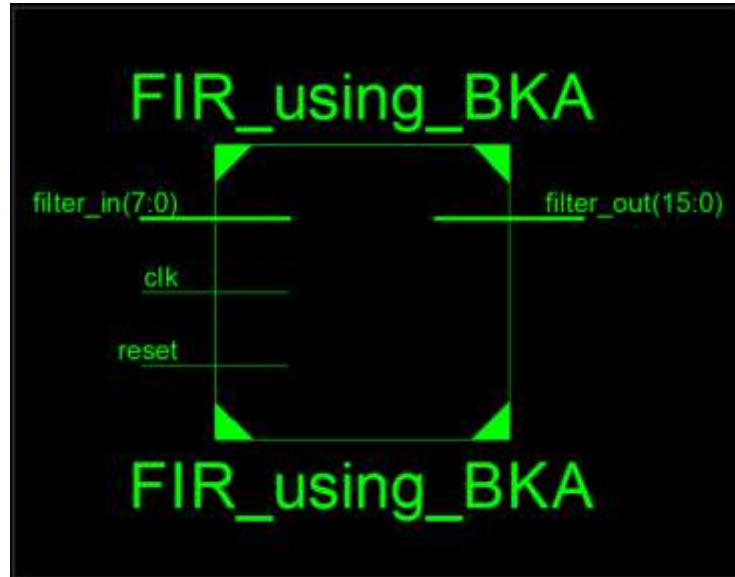 FIR_using_BKA
filter_in(7:0)
filter_out(15:0)
clk
reset
FIR_using_BKA